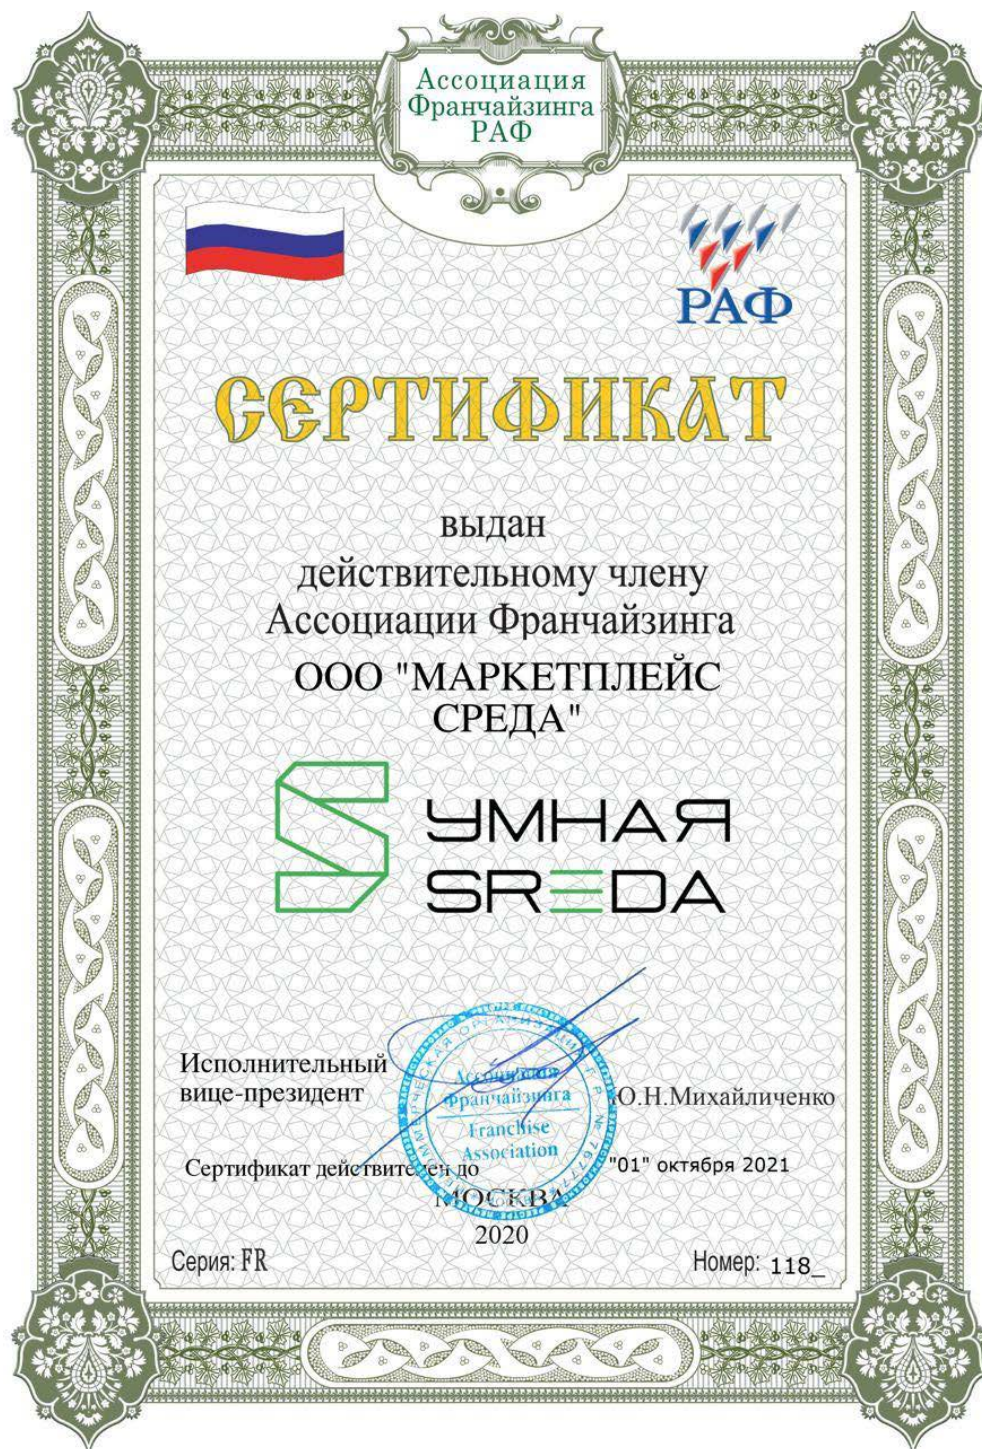 Ассоциация
Франчайзинга
РАФ
РАФ
СЕРТИФИКАТ
выдан
действительному члену
Ассоциации Франчайзинга
ООО "МАРКЕТПЛЕЙС
СРЕДА"
УМНАЯ
SREDA
Исполнительный
вице-президент
Ю.Н.Михайличенко
Ассоциация
Франчайзинга
Franchise
Association
Сертификат действителен до
"01" октября 2021
МОСКВА
2020
Серия: FR
Номер: 118_